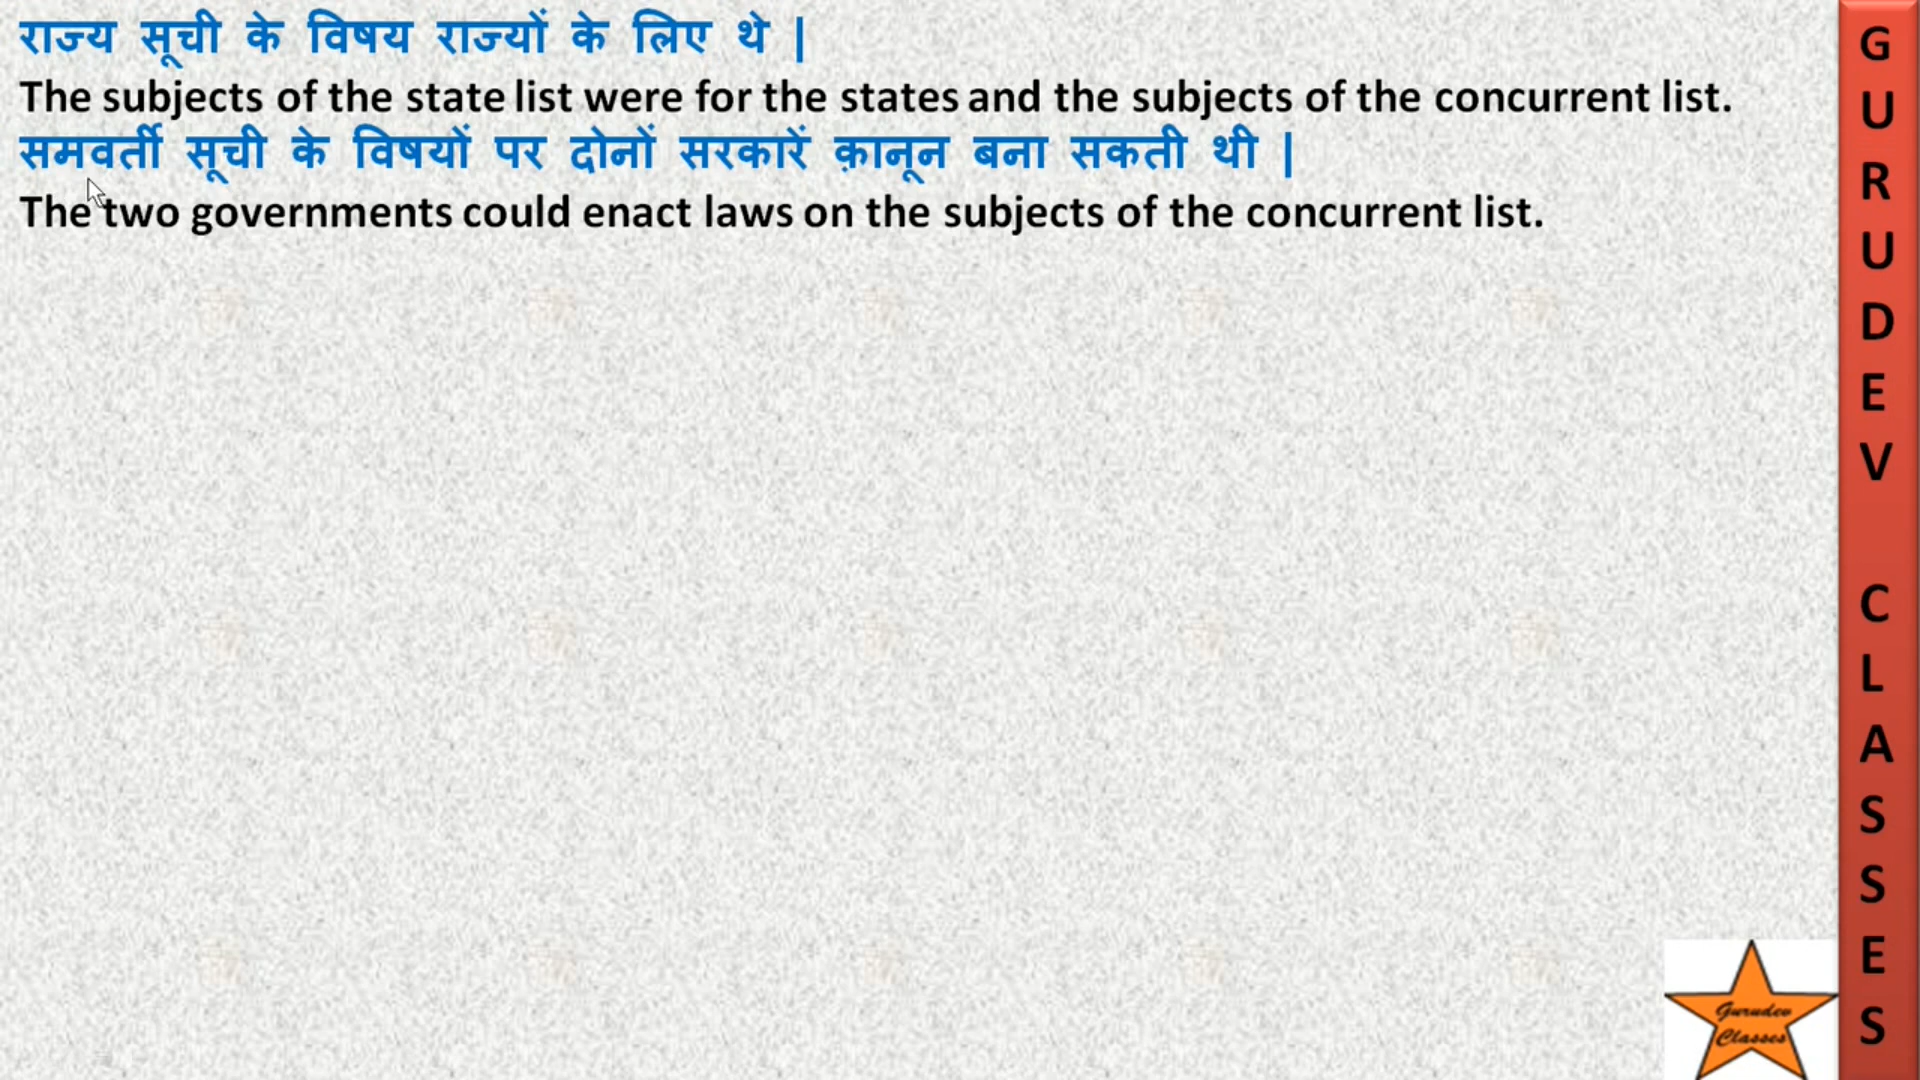 राज्य सूची के विषय राज्यों के लिए थे |
The subjects of the state list were for the states and the subjects of the concurrent list.
समवर्ती सूची के विषयों पर दोनों सरकारें क़ानून बना सकती थी |
The two governments could enact laws on the subjects of the concurrent list.
GURUDEV CLASSES
Gurudev
Classes